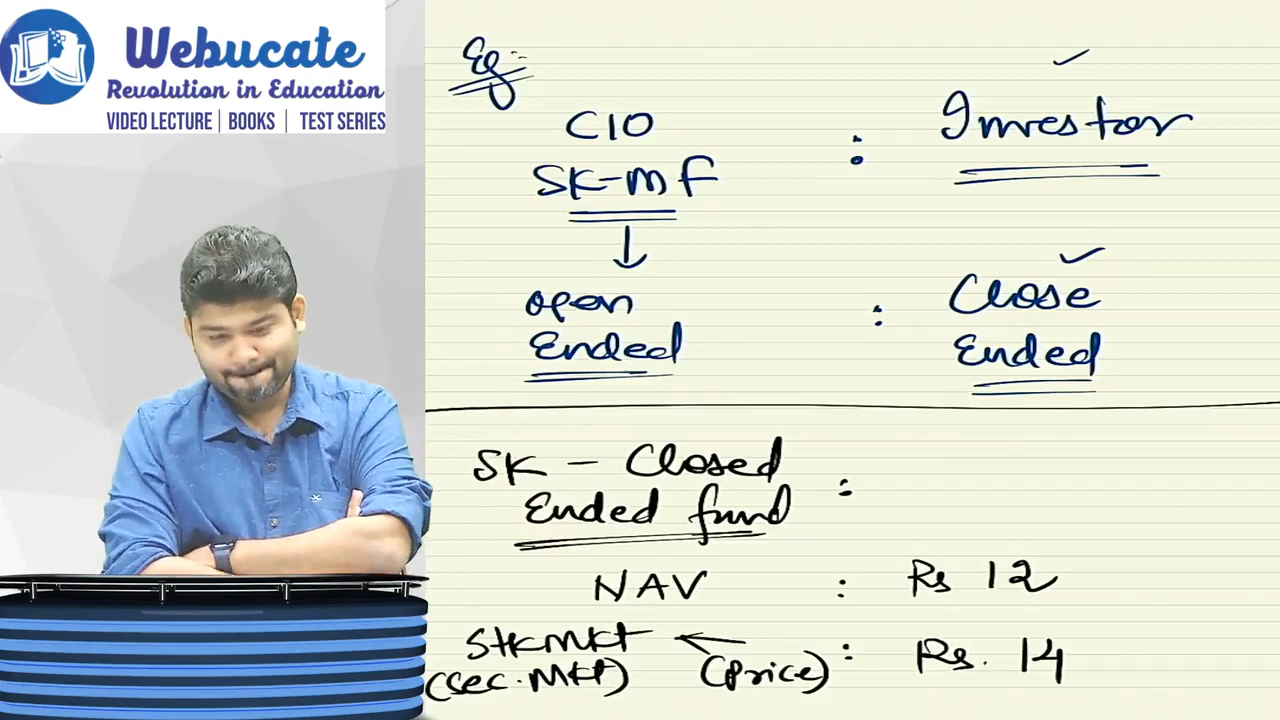 Webucate
Revolution in Education
VIDEO LECTURE | BOOKS | TEST SERIES
Eg:-
CIO : Investor
SK-MF
Open : Close
Ended Ended
SK - Closed :
Ended fund
NAV : Rs 12
StkMkt ← (Price) : Rs. 14
(Sec. Mkt)